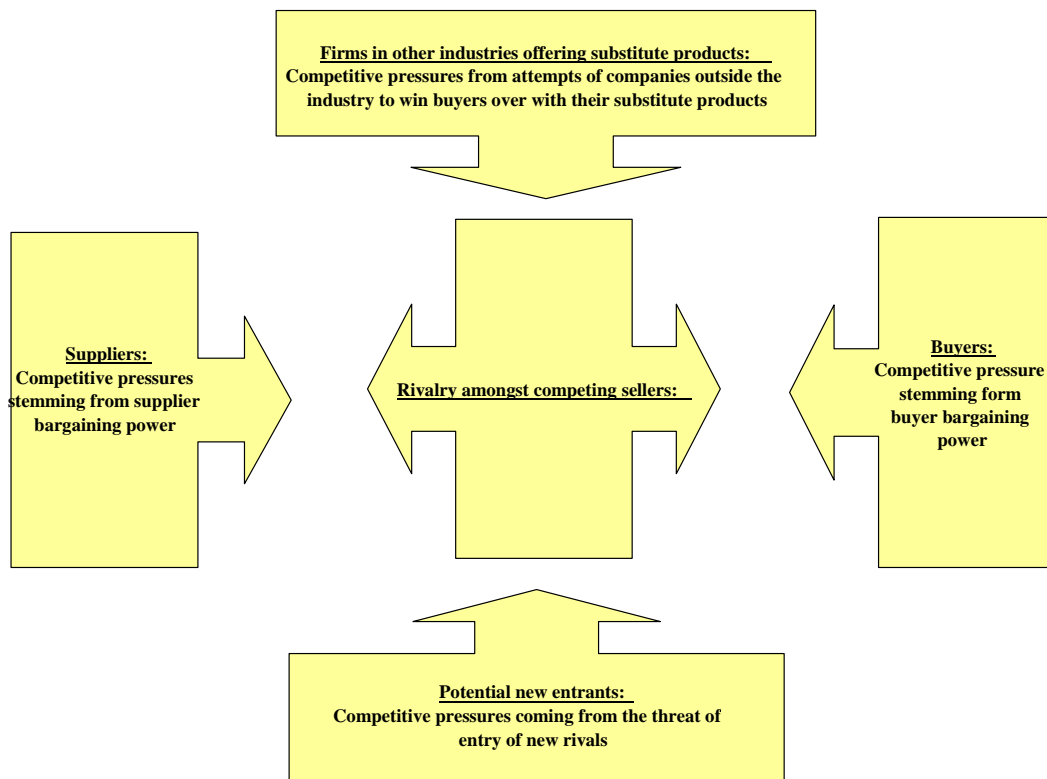 Firms in other industries offering substitute products:
Competitive pressures from attempts of companies outside the
industry to win buyers over with their substitute products
Suppliers:
Competitive pressures
stemming from supplier
bargaining power
Rivalry amongst competing sellers:
Buyers:
Competitive pressure
stemming form
buyer bargaining
power
Potential new entrants:
Competitive pressures coming from the threat of
entry of new rivals